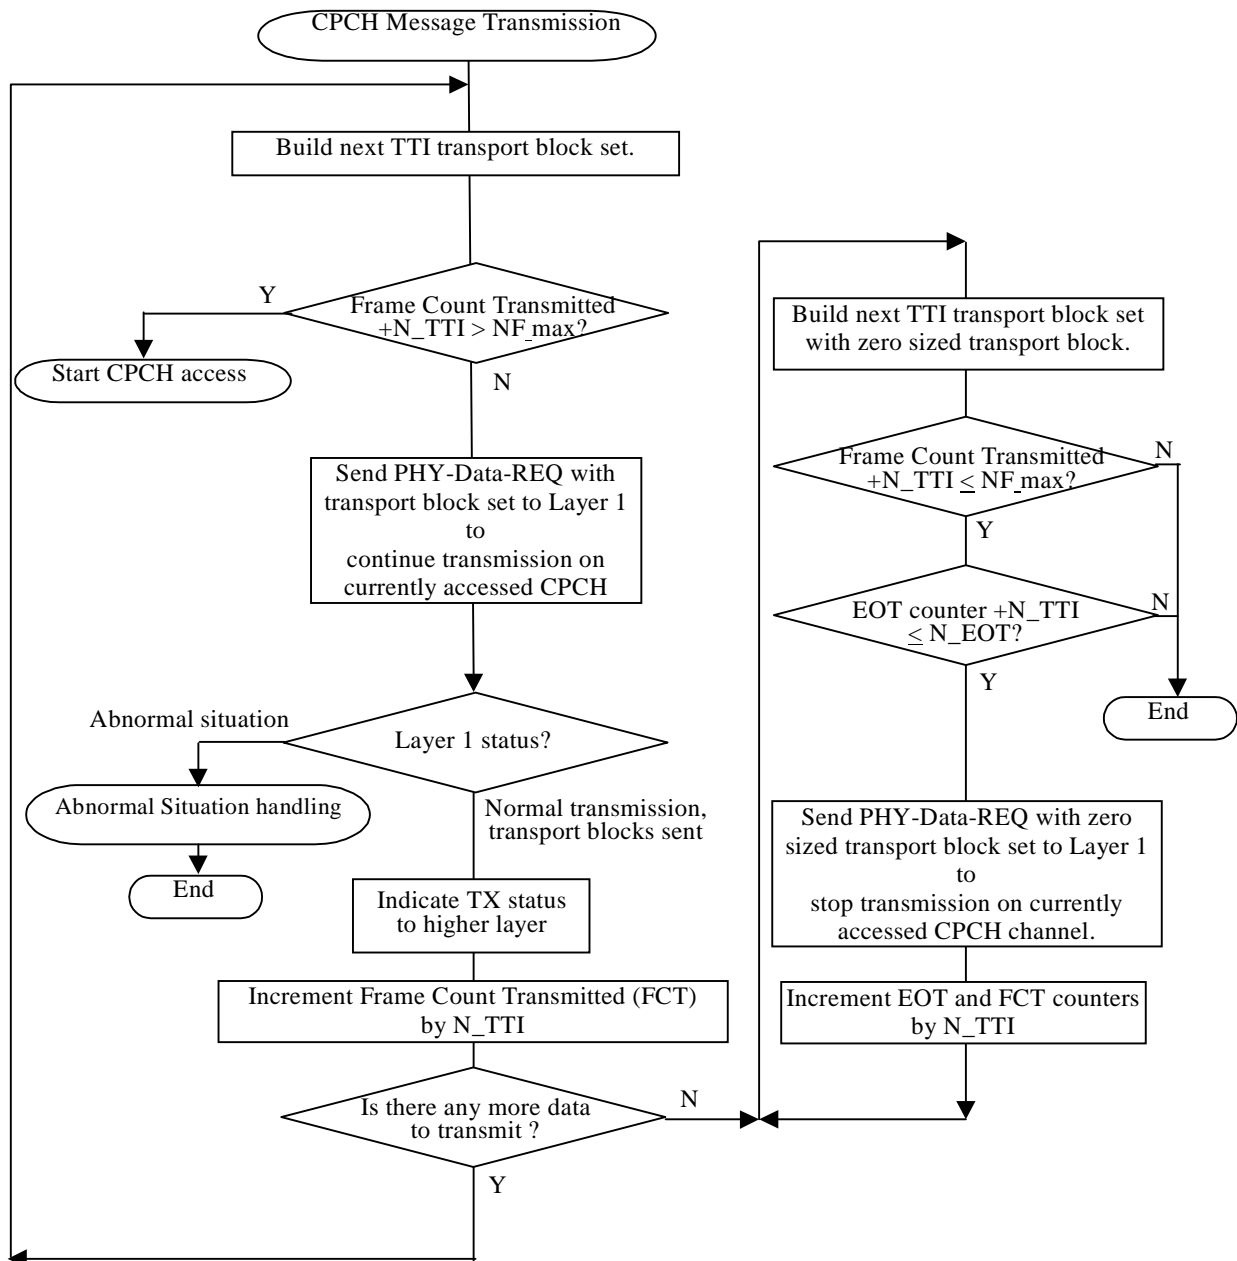 CPCH Message Transmission
Build next TTI transport block set.
Y
Frame Count Transmitted
+N_TTI > NF_max?
Start CPCH access
N
Send PHY-Data-REQ with
transport block set to Layer 1
to
continue transmission on
currently accessed CPCH
Abnormal situation
Layer 1 status?
Abnormal Situation handling
Normal transmission,
transport blocks sent
End
Indicate TX status
to higher layer
Increment Frame Count Transmitted (FCT)
by N_TTI
Is there any more data
to transmit ?
N
Y
Build next TTI transport block set
with zero sized transport block.
Frame Count Transmitted
+N_TTI ≤ NF_max?
N
Y
EOT counter +N_TTI
≤ N_EOT?
N
Y
End
Send PHY-Data-REQ with zero
sized transport block set to Layer 1
to
stop transmission on currently
accessed CPCH channel.
Increment EOT and FCT counters
by N_TTI